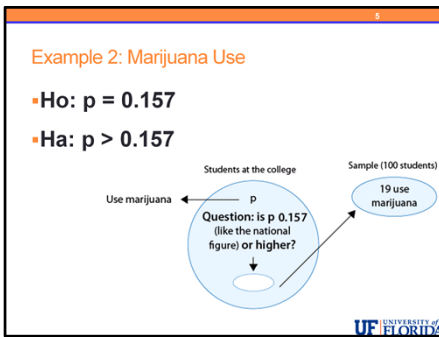 5
Example 2: Marijuana Use
▪Ho: p = 0.157
▪Ha: p > 0.157
Students at the college
Sample (100 students)
Use marijuana
p
19 use
marijuana
Question: is p 0.157
(like the national
figure) or higher?
UF UNIVERSITY of
FLORIDA